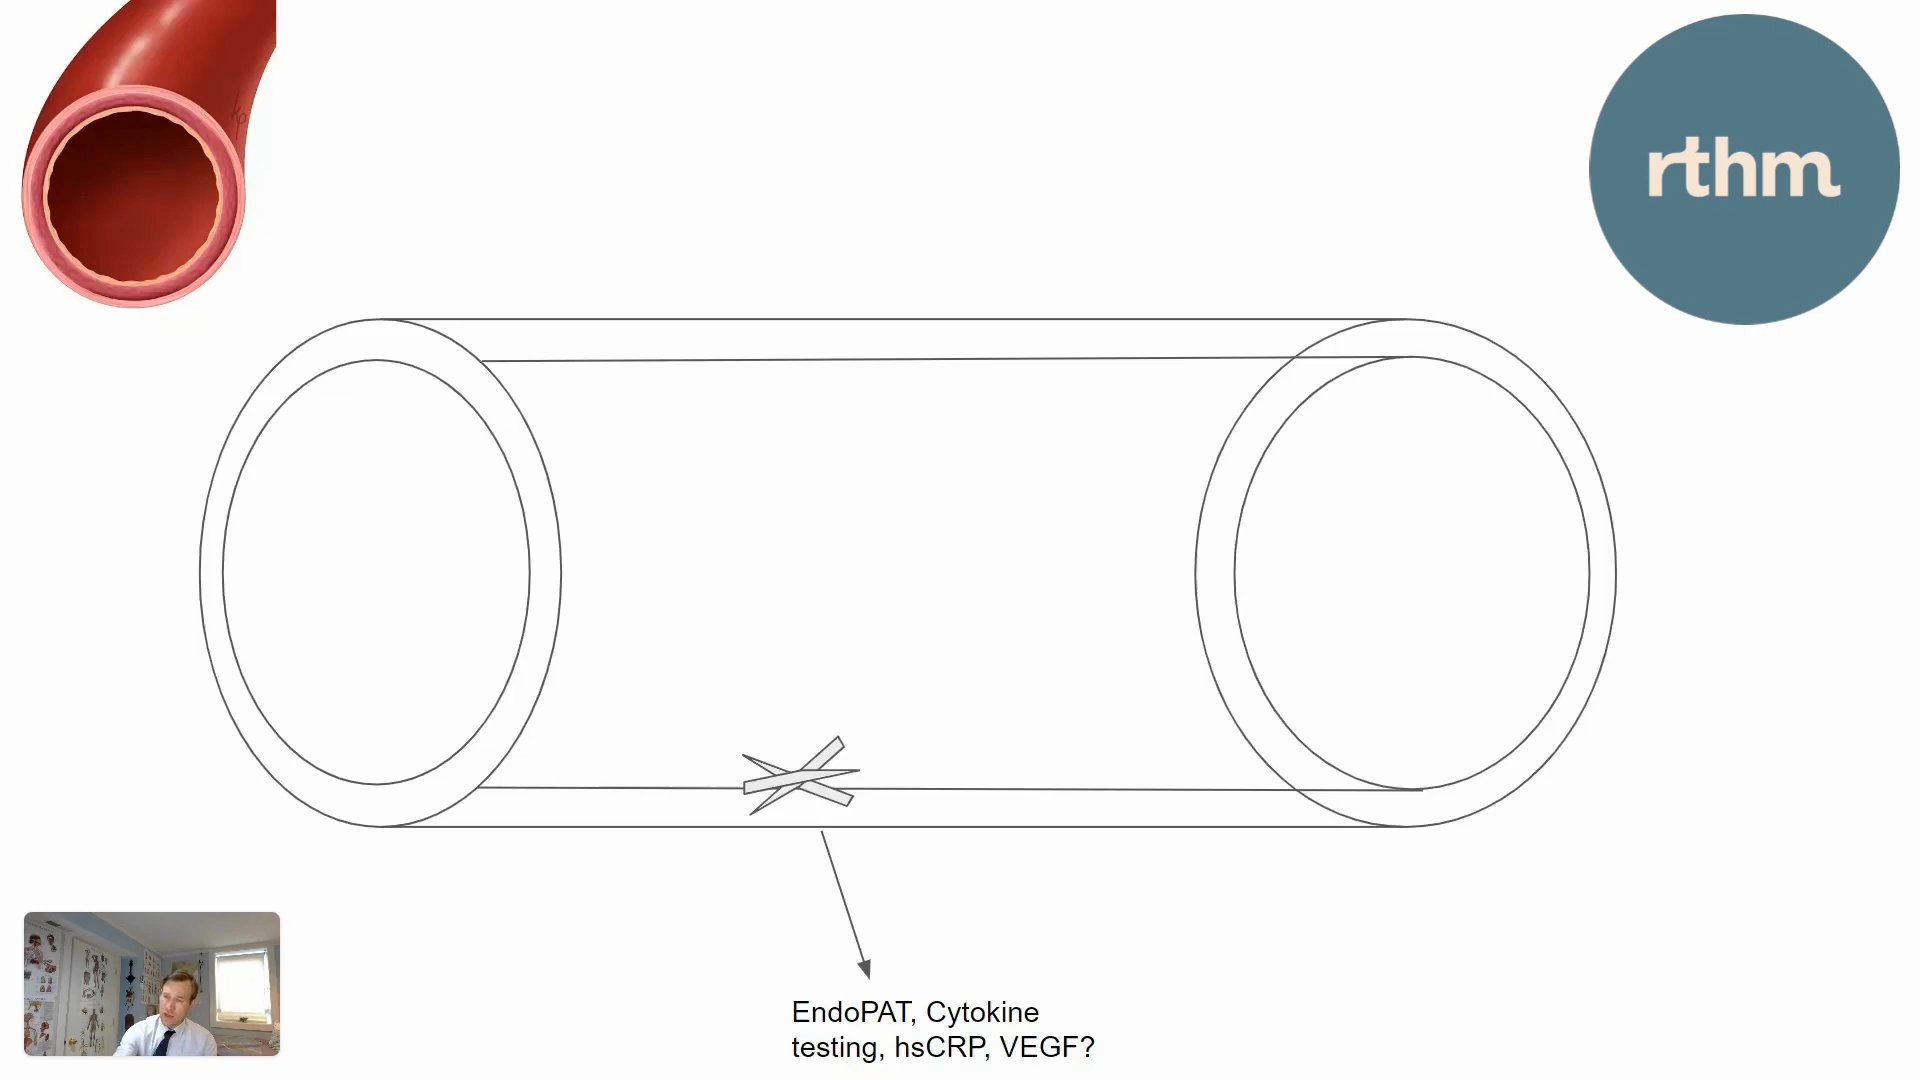 rthm
EndoPAT, Cytokine
testing, hsCRP, VEGF?